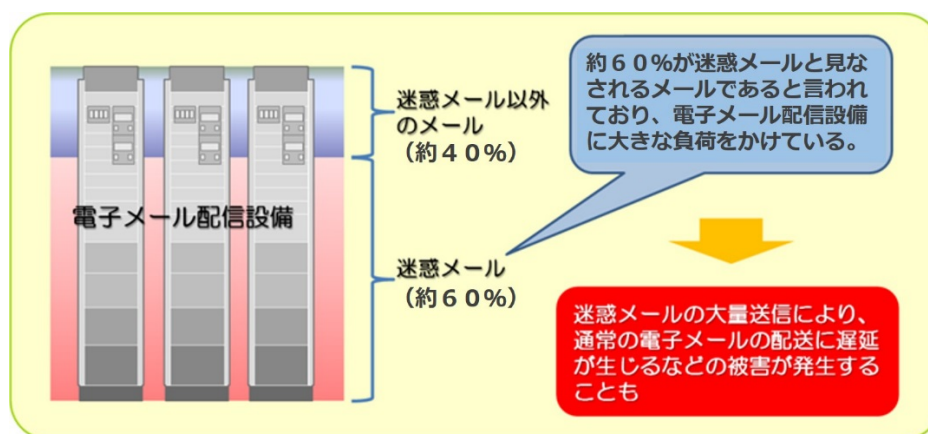 約６０％が迷惑メールと見な
されるメールであると言われ
ており、電子メール配信設備
に大きな負荷をかけている。
迷惑メール以外
のメール
（約４０％）
電子メール配信設備
迷惑メール
（約６０％）
迷惑メールの大量送信により、
通常の電子メールの配送に遅延
が生じるなどの被害が発生する
ことも